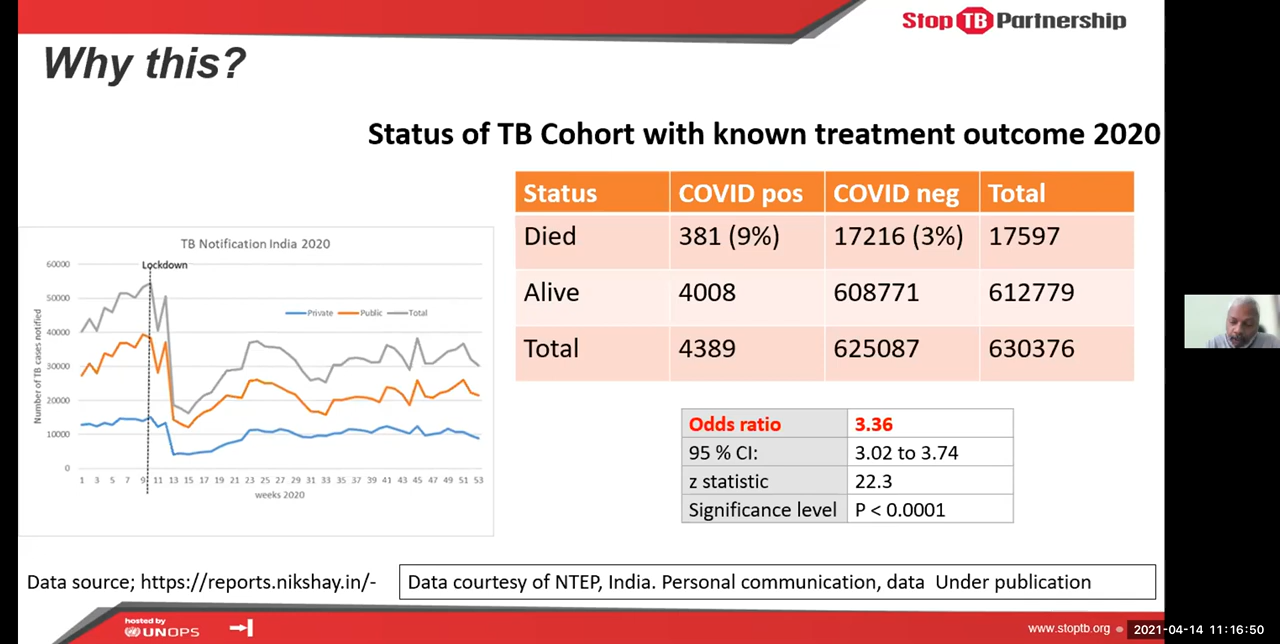 Stop TB Partnership
Why this?
Status of TB Cohort with known treatment outcome 2020
Status COVID pos COVID neg Total
Died 381 (9%) 17216 (3%) 17597
Alive 4008 608771 612779
Total 4389 625087 630376
TB Notification India 2020
Lockdown
Private Public Total
Number of TB cases notified
60000
50000
40000
30000
20000
10000
0
1 3 5 7 9 11 13 15 17 19 21 23 25 27 29 31 33 35 37 39 41 43 45 47 49 51 53
weeks 2020
Odds ratio 3.36
95 % CI: 3.02 to 3.74
z statistic 22.3
Significance level P < 0.0001
Data source; https://reports.nikshay.in/-
Data courtesy of NTEP, India. Personal communication, data Under publication
hosted by
UNOPS
www.stoptb.org
2021-04-14 11:16:50